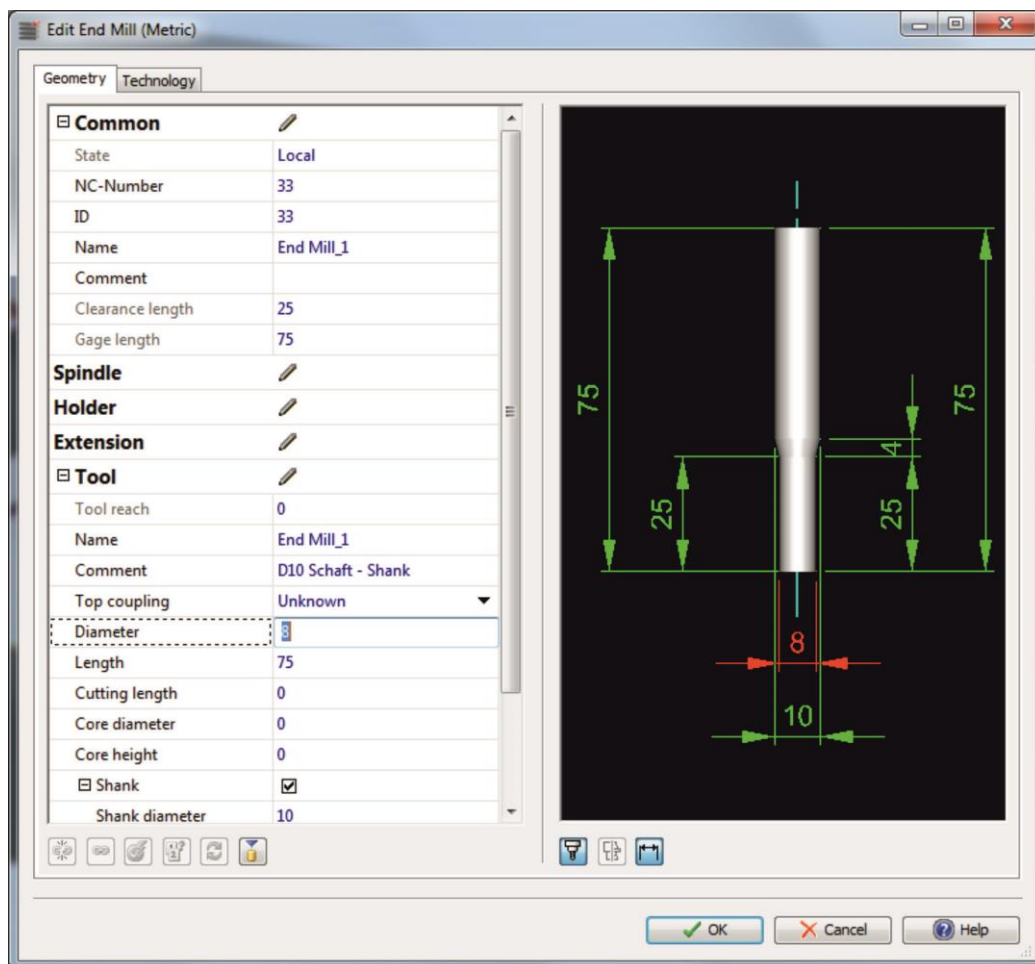 Edit End Mill (Metric)
Geometry Technology
Common
State Local
NC-Number 33
ID 33
Name End Mill_1
Comment
Clearance length 25
Gage length 75
Spindle
Holder
Extension
Tool
Tool reach 0
Name End Mill_1
Comment D10 Schaft - Shank
Top coupling Unknown
Diameter 8
Length 75
Cutting length 0
Core diameter 0
Core height 0
Shank
Shank diameter 10
75
75
4
25
25
8
10
OK Cancel Help